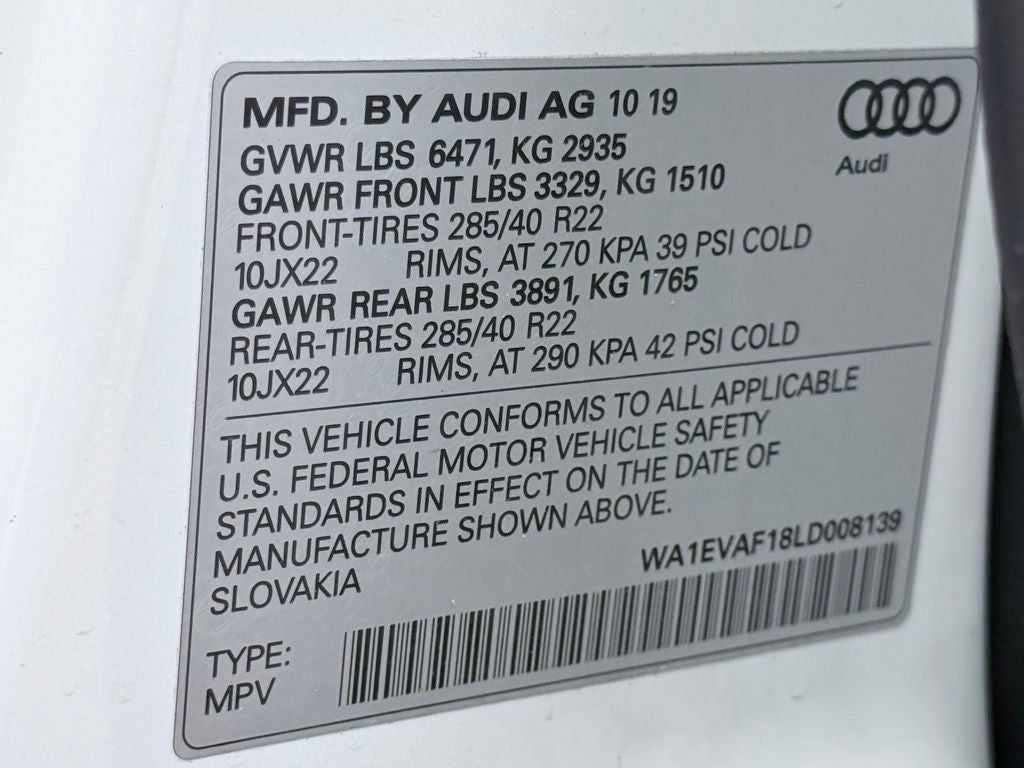 MFD. BY AUDI AG 10 19
Audi
GVWR LBS 6471, KG 2935
GAWR FRONT LBS 3329, KG 1510
FRONT-TIRES 285/40 R22
10JX22 RIMS, AT 270 KPA 39 PSI COLD
GAWR REAR LBS 3891, KG 1765
REAR-TIRES 285/40 R22
10JX22 RIMS, AT 290 KPA 42 PSI COLD
THIS VEHICLE CONFORMS TO ALL APPLICABLE
U.S. FEDERAL MOTOR VEHICLE SAFETY
STANDARDS IN EFFECT ON THE DATE OF
MANUFACTURE SHOWN ABOVE.
SLOVAKIA WA1EVAF18LD008139
TYPE:
MPV